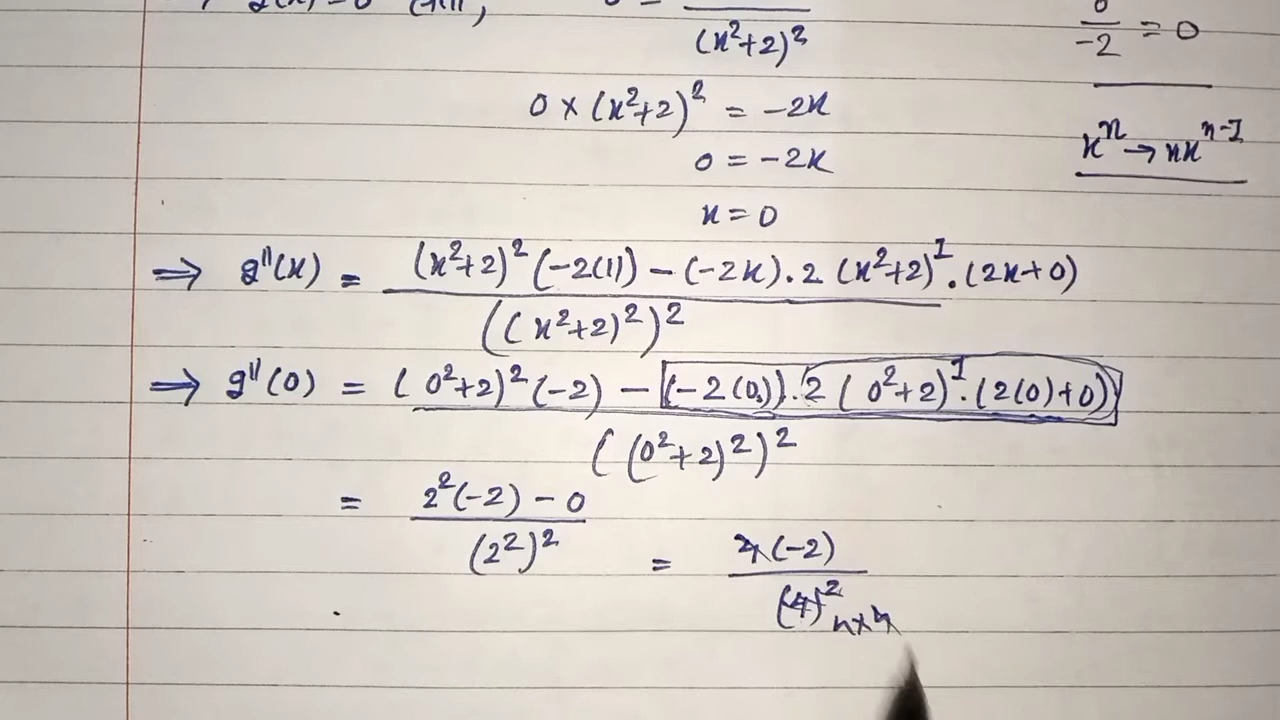 g'(x) = 0
(x²+2)²
0 × (x²+2)² = -2x
0 = -2x
x = 0
⇒ g''(x) = (x²+2)² (-2(1)) - (-2x).2 (x²+2)¹.(2x+0)
((x²+2)²)²
⇒ g''(0) = (0²+2)² (-2) - (-2(0)).2 (0²+2)¹.(2(0)+0)
((0²+2)²)²
= 2²(-2) - 0
(2²)²
= 4(-2)
(4)² 4×4
0
-2 = 0
xⁿ → nxⁿ⁻¹